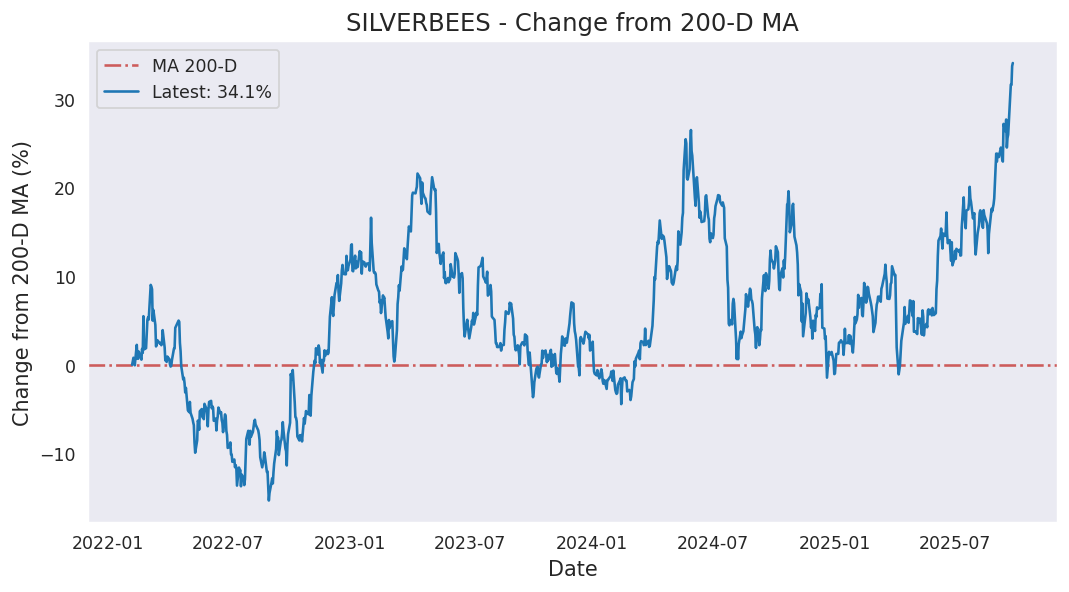 SILVERBEES - Change from 200-D MA
MA 200-D
Latest: 34.1%
Change from 200-D MA (%)
30
20
10
0
−10
2022-01
2022-07
2023-01
2023-07
2024-01
2024-07
2025-01
2025-07
Date